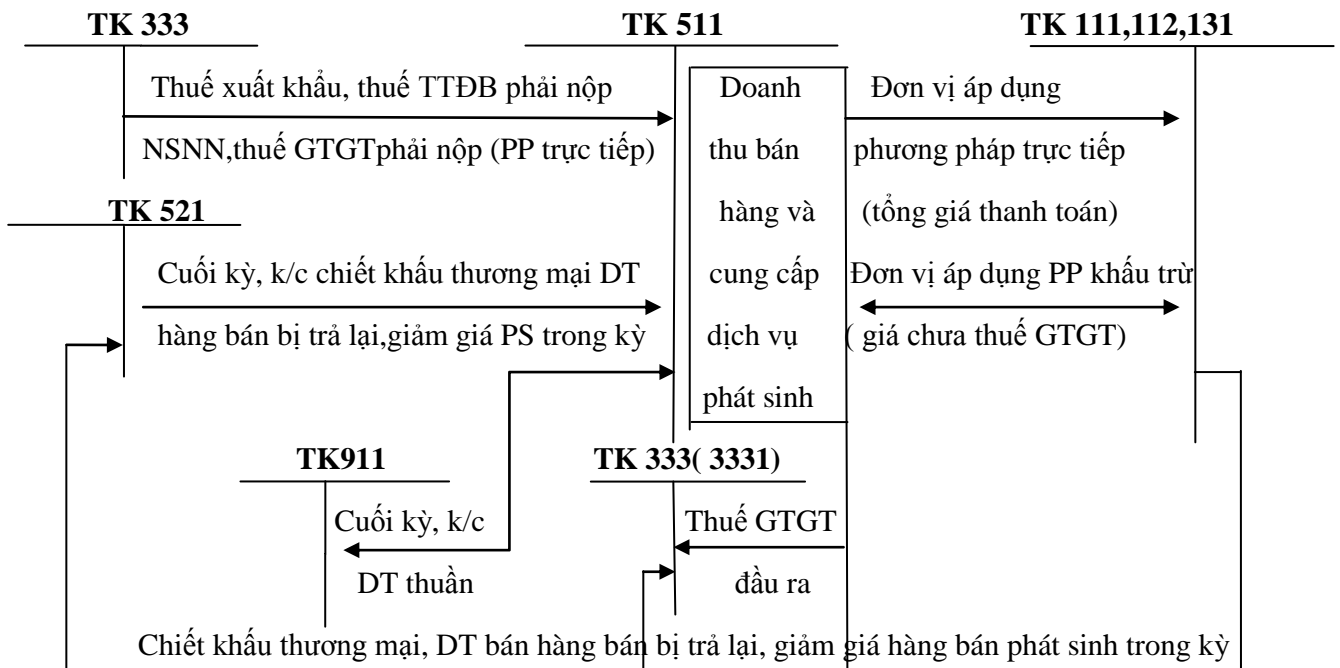 TK 333 TK 511 TK 111,112,131
Thuế xuất khẩu, thuế TTĐB phải nộp Doanh Đơn vị áp dụng
NSNN,thuế GTGTphải nộp (PP trực tiếp) thu bán phương pháp trực tiếp
TK 521 hàng và (tổng giá thanh toán)
Cuối kỳ, k/c chiết khấu thương mại DT cung cấp Đơn vị áp dụng PP khấu trừ
hàng bán bị trả lại,giảm giá PS trong kỳ dịch vụ ( giá chưa thuế GTGT)
phát sinh
TK911 TK 333( 3331)
Cuối kỳ, k/c Thuế GTGT
DT thuần đầu ra
Chiết khấu thương mại, DT bán hàng bán bị trả lại, giảm giá hàng bán phát sinh trong kỳ